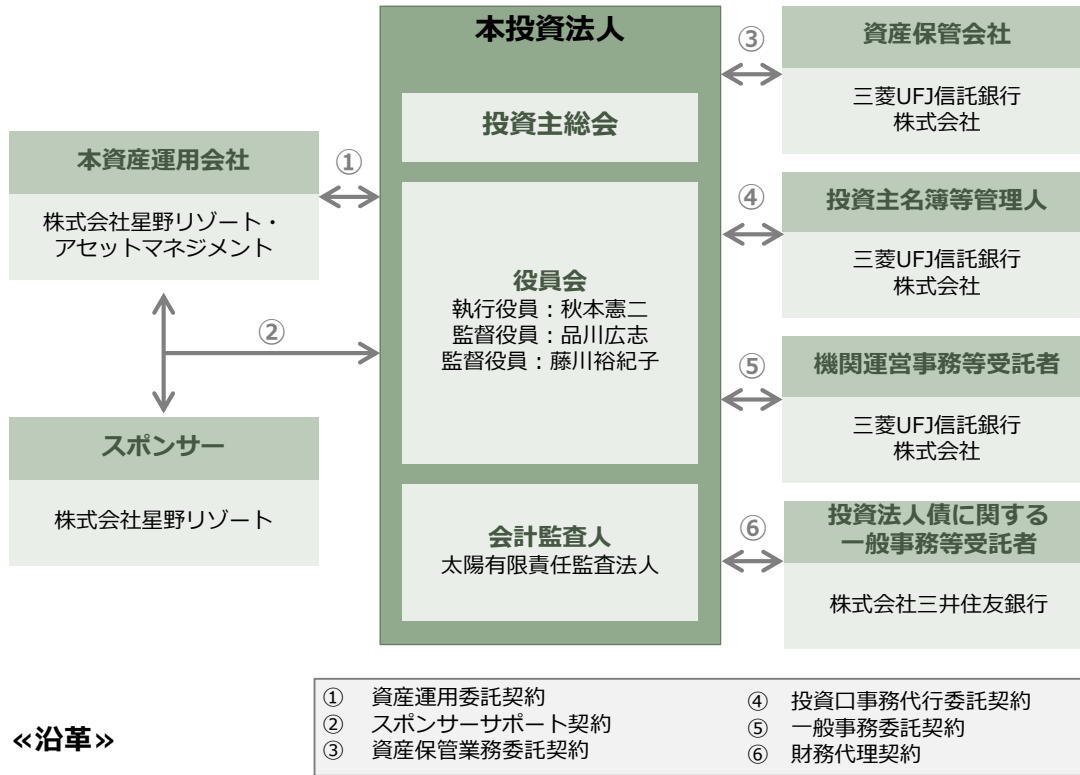 本投資法人
投資主総会
役員会
執行役員：秋本憲二
監督役員：品川広志
監督役員：藤川裕紀子
会計監査人
太陽有限責任監査法人
本資産運用会社
株式会社星野リゾート・
アセットマネジメント
①
②
スポンサー
株式会社星野リゾート
③
資産保管会社
三菱UFJ信託銀行
株式会社
④
投資主名簿等管理人
三菱UFJ信託銀行
株式会社
⑤
機関運営事務等受託者
三菱UFJ信託銀行
株式会社
⑥
投資法人債に関する
一般事務等受託者
株式会社三井住友銀行
① 資産運用委託契約
② スポンサーサポート契約
③ 資産保管業務委託契約
④ 投資口事務代行委託契約
⑤ 一般事務委託契約
⑥ 財務代理契約
≪沿革≫